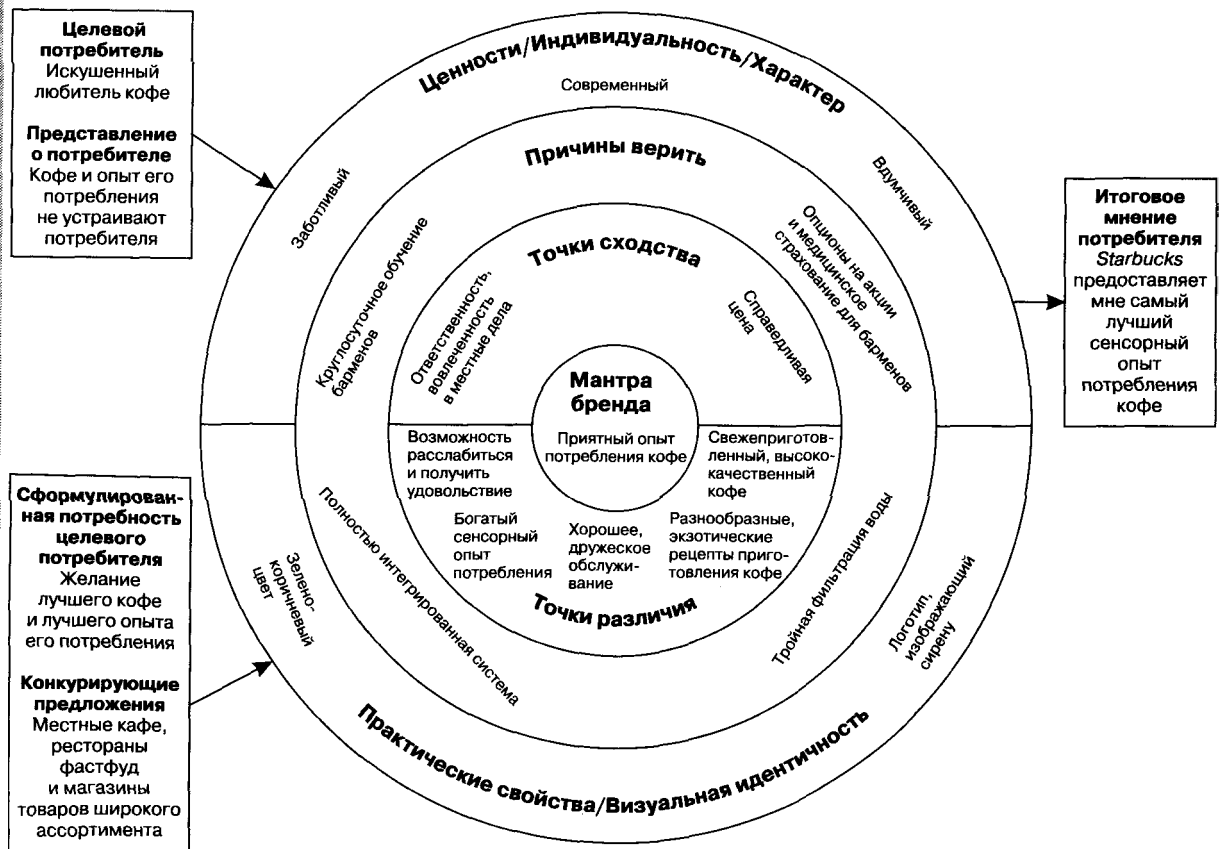 Целевой
потребитель
Искушенный
любитель кофе
Представление
о потребителе
Кофе и опыт его
потребления
не устраивают
потребителя
Сформулирован-
ная потребность
целевого
потребителя
Желание
лучшего кофе
и лучшего опыта
его потребления
Конкурирующие
предложения
Местные кафе,
рестораны
фастфуд
и магазины
товаров широкого
ассортимента
Ценности/Индивидуальность/Характер
Современный
Заботливый
Вдумчивый
Причины верить
Круглосуточное обучение
барменов
Опционы на акции
и медицинское
страхование для барменов
Точки сходства
Ответственность,
вовлеченность
в местные дела
Справедливая
цена
Мантра
бренда
Приятный опыт
потребления кофе
Возможность
расслабиться
и получить
удовольствие
Свежеприготов-
ленный, высоко-
качественный
кофе
Богатый
сенсорный
опыт
потребления
Хорошее,
дружеское
обслужи-
вание
Разнообразные,
экзотические
рецепты приго-
товления кофе
Точки различия
Полностью интегрированная система
Тройная фильтрация воды
Зелено-
коричневый
цвет
Логотип,
изображающий
сирену
Практические свойства/Визуальная идентичность
Итоговое
мнение
потребителя
Starbucks
предоставляет
мне самый
лучший
сенсорный
опыт
потребления
кофе